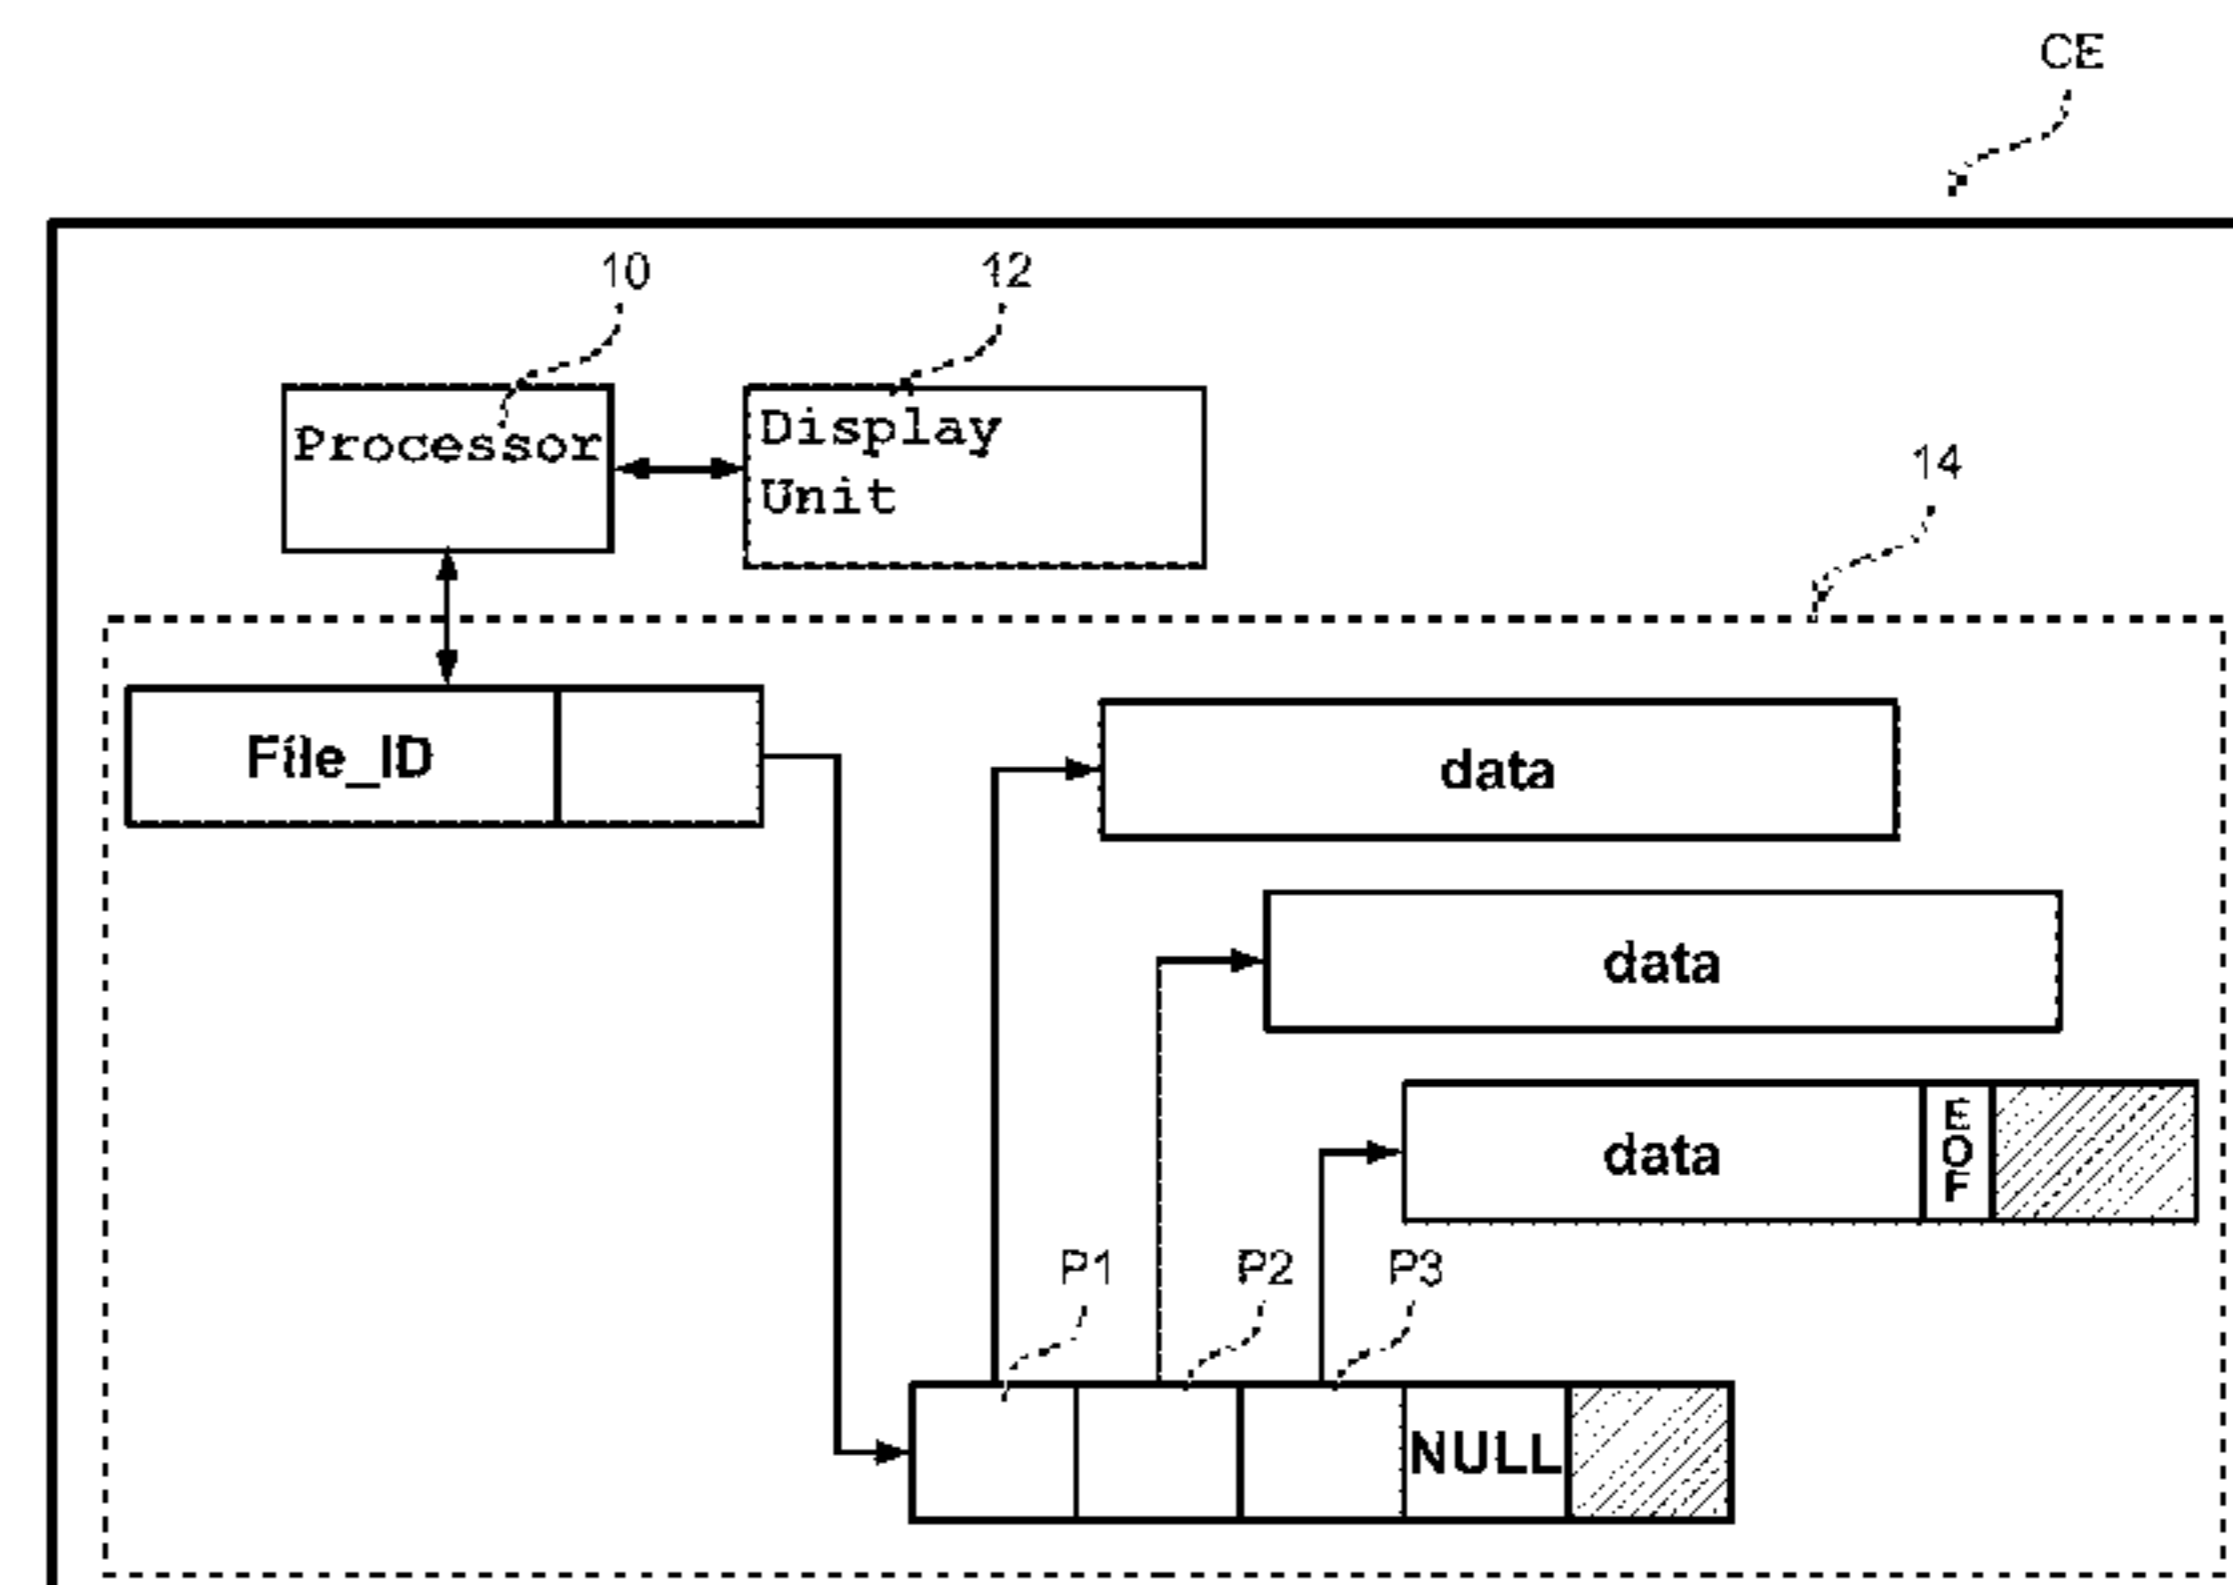 CE
10
12
Processor
Display
Unit
14
File_ID
data
data
data
E
O
F
P1
P2
P3
NULL